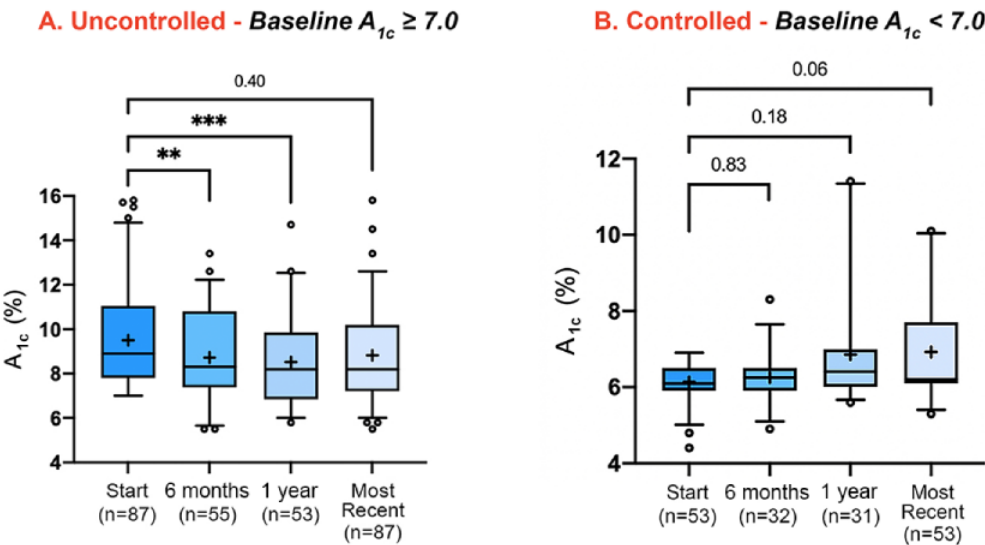 A. Uncontrolled - Baseline A1c ≥ 7.0
0.40
***
**
16
14
12
10
8
6
4
A1c (%)
Start
(n=87)
6 months
(n=55)
1 year
(n=53)
Most
Recent
(n=87)
B. Controlled - Baseline A1c < 7.0
0.06
0.18
0.83
12
10
8
6
4
A1c (%)
Start
(n=53)
6 months
(n=32)
1 year
(n=31)
Most
Recent
(n=53)